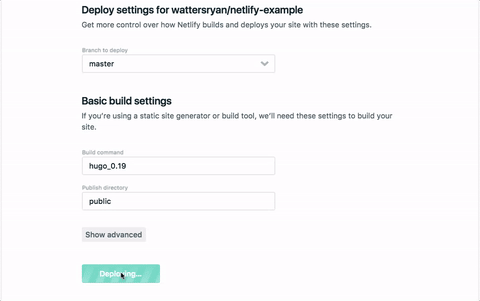 Deploy settings for wattersryan/netlify-example
Get more control over how Netlify builds and deploys your site with these settings.
Branch to deploy
master
Basic build settings
If you're using a static site generator or build tool, we'll need these settings to build your
site.
Build command
hugo_0.19
Publish directory
public
Show advanced
Deploying...